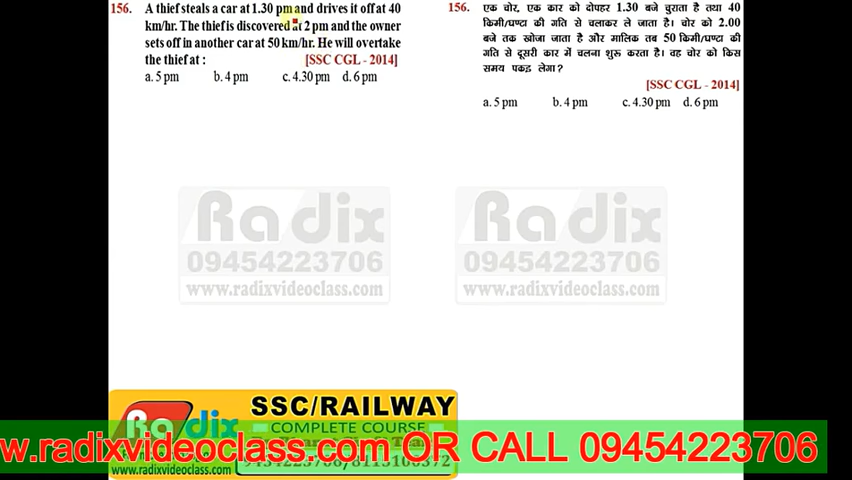 156. A thief steals a car at 1.30 pm and drives it off at 40
km/hr. The thief is discovered at 2 pm and the owner
sets off in another car at 50 km/hr. He will overtake
the thief at : [SSC CGL - 2014]
a. 5 pm b. 4 pm c. 4.30 pm d. 6 pm
156. एक चोर, एक कार को दोपहर 1.30 बजे चुराता है तथा 40
किमी/घण्टा की गति से चलाकर ले जाता है। चोर को 2.00
बजे तक खोजा जाता है और मालिक तब 50 किमी/घण्टा की
गति से दूसरी कार में चलना शुरू करता है। वह चोर को किस
समय पकड़ लेगा?
[SSC CGL - 2014]
a. 5 pm b. 4 pm c. 4.30 pm d. 6 pm
Radix
09454223706
www.radixvideoclass.com
Radix
09454223706
www.radixvideoclass.com
Radix
SSC/RAILWAY
COMPLETE COURSE
w.radixvideoclass.com OR CALL 09454223706
www.radixvideoclass.com